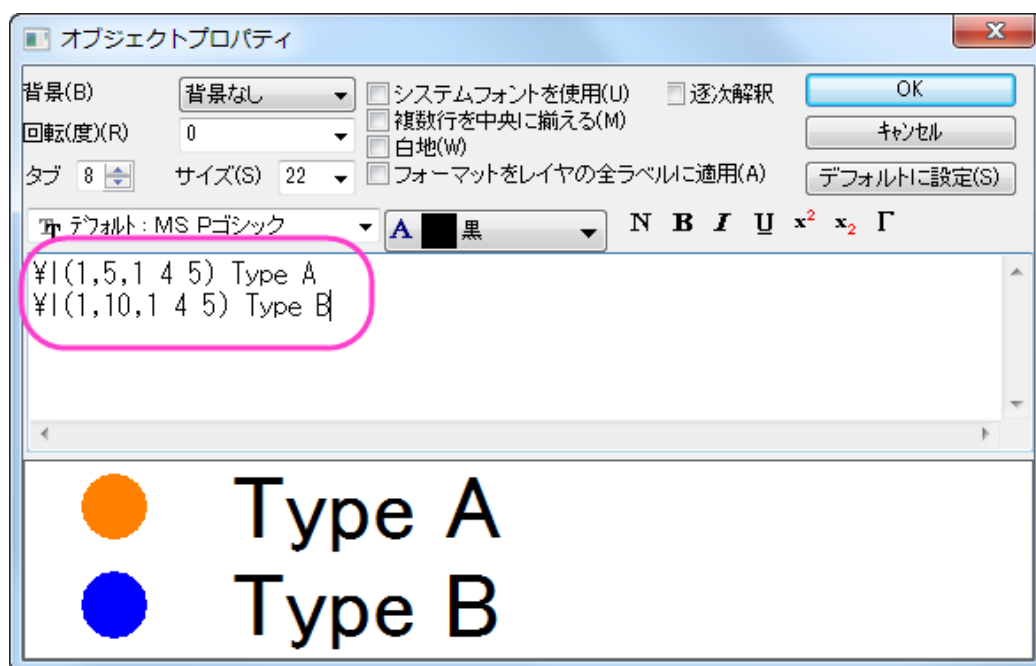 オブジェクトプロパティ
背景(B) 背景なし システムフォントを使用(U) 逐次解釈 OK
複数行を中央に揃える(M)
回転(度)(R) 0 キャンセル
白地(W)
タブ 8 サイズ(S) 22 フォーマットをレイヤの全ラベルに適用(A) デフォルトに設定(S)
デフォルト : MS Pゴシック A 黒 N B I U x² x₂ Γ
¥l(1,5,1 4 5) Type A
¥l(1,10,1 4 5) Type B
Type A
Type B